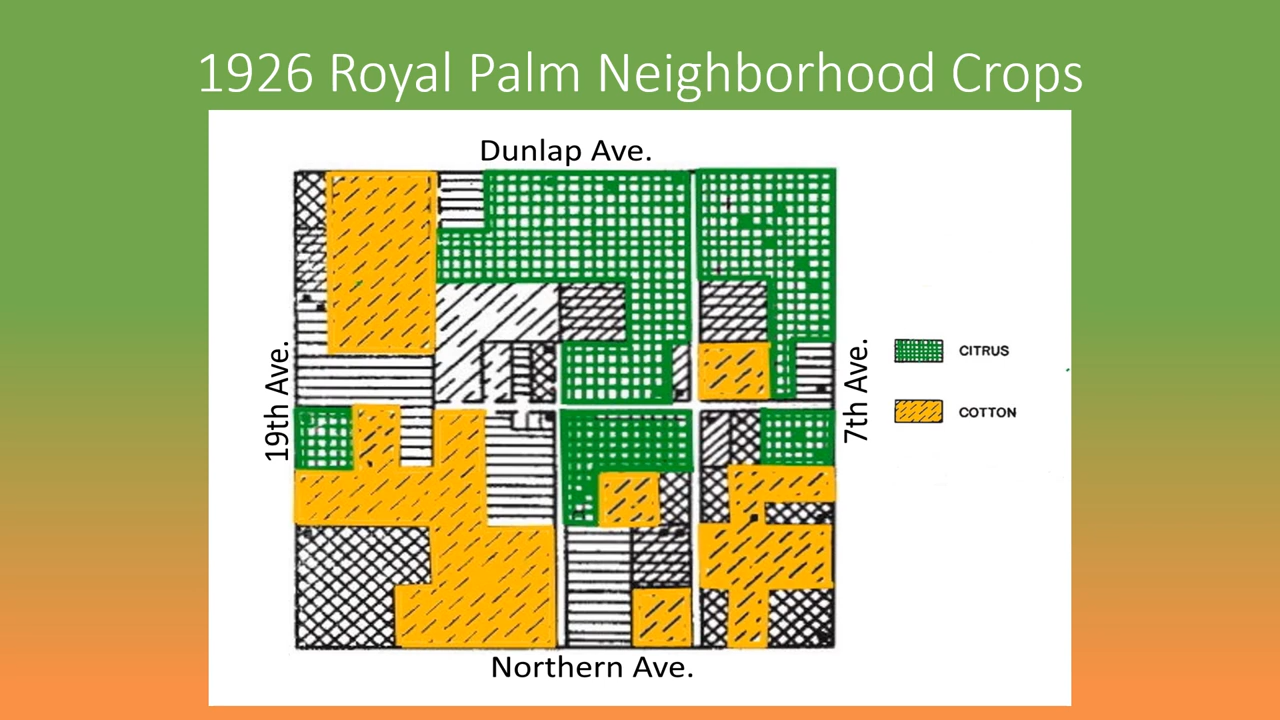 1926 Royal Palm Neighborhood Crops
Dunlap Ave.
19th Ave.
7th Ave.
CITRUS
COTTON
Northern Ave.